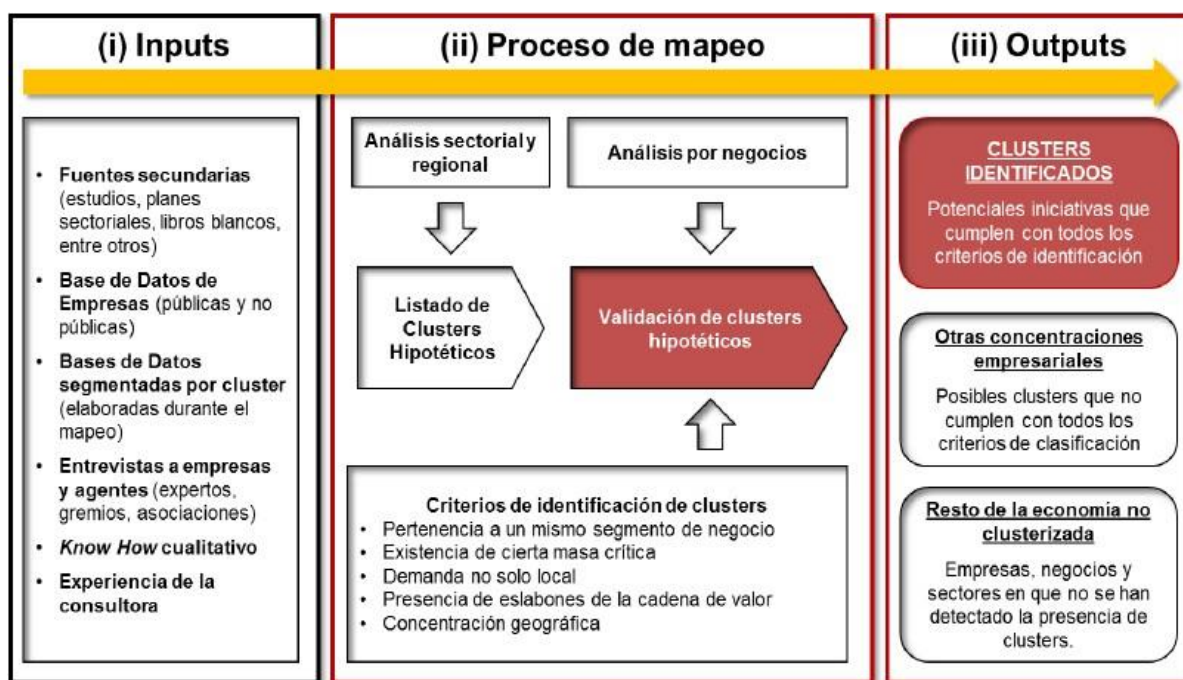 (i) Inputs
(ii) Proceso de mapeo
(iii) Outputs
• Fuentes secundarias
(estudios, planes
sectoriales, libros blancos,
entre otros)
• Base de Datos de
Empresas (públicas y no
públicas)
• Bases de Datos
segmentadas por cluster
(elaboradas durante el
mapeo)
• Entrevistas a empresas
y agentes (expertos,
gremios, asociaciones)
• Know How cualitativo
• Experiencia de la
consultora
Análisis sectorial y
regional
Análisis por negocios
Listado de
Clusters
Hipotéticos
Validación de clusters
hipotéticos
Criterios de identificación de clusters
• Pertenencia a un mismo segmento de negocio
• Existencia de cierta masa crítica
• Demanda no solo local
• Presencia de eslabones de la cadena de valor
• Concentración geográfica
CLUSTERS
IDENTIFICADOS
Potenciales iniciativas que
cumplen con todos los
criterios de identificación
Otras concentraciones
empresariales
Posibles clusters que no
cumplen con todos los
criterios de clasificación
Resto de la economía no
clusterizada
Empresas, negocios y
sectores en que no se han
detectado la presencia de
clusters.